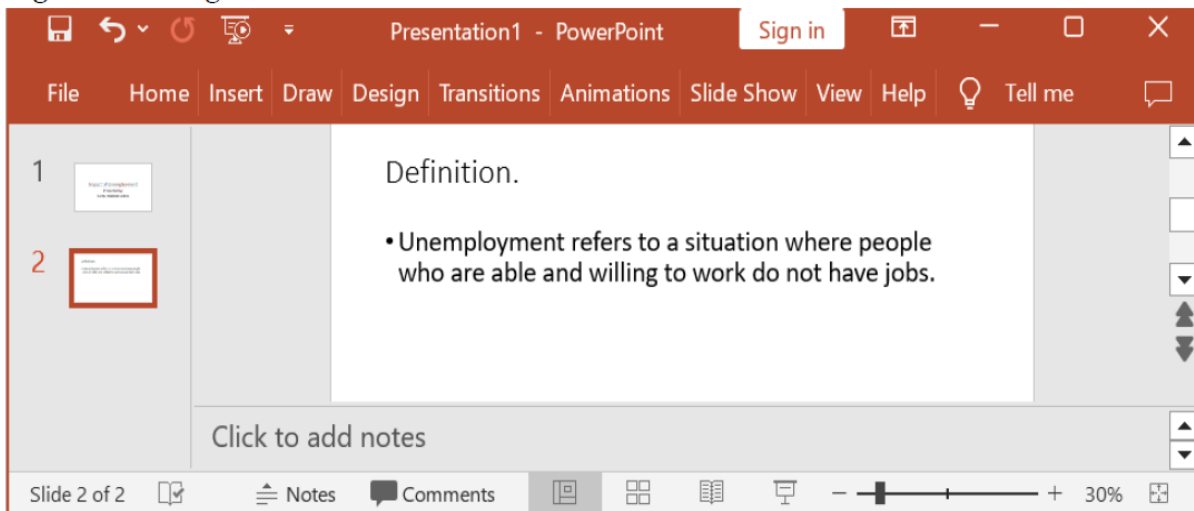 Presentation1 - PowerPoint Sign in
File Home Insert Draw Design Transitions Animations Slide Show View Help Tell me
1
Definition.
• Unemployment refers to a situation where people
who are able and willing to work do not have jobs.
2
Click to add notes
Slide 2 of 2 Notes Comments 30%